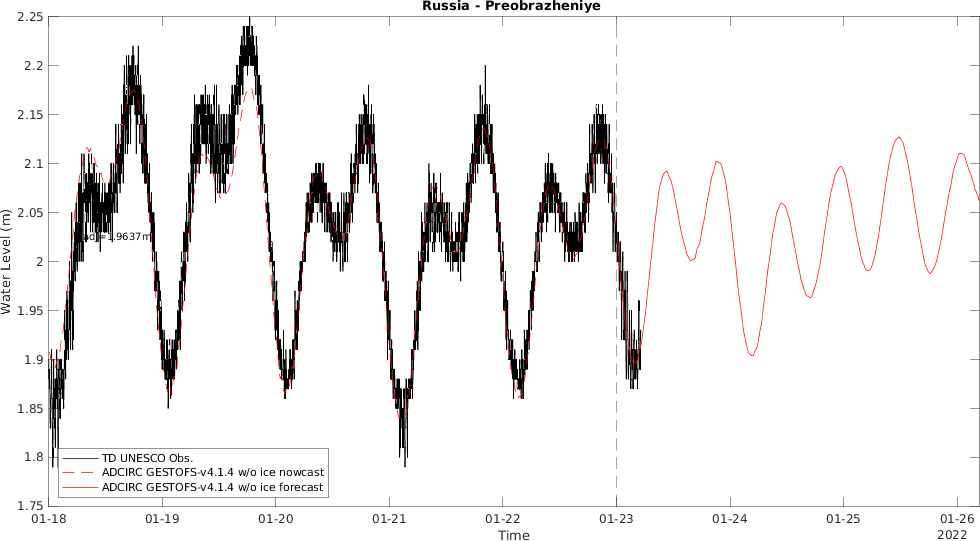 Russia - Preobrazheniye
Water Level (m)
2.25
2.2
2.15
2.1
2.05
2
1.95
1.9
1.85
1.8
1.75
=1.9637m
TD UNESCO Obs.
ADCIRC GESTOFS-v4.1.4 w/o ice nowcast
ADCIRC GESTOFS-v4.1.4 w/o ice forecast
01-18 01-19 01-20 01-21 01-22 01-23 01-24 01-25 01-26
Time
2022